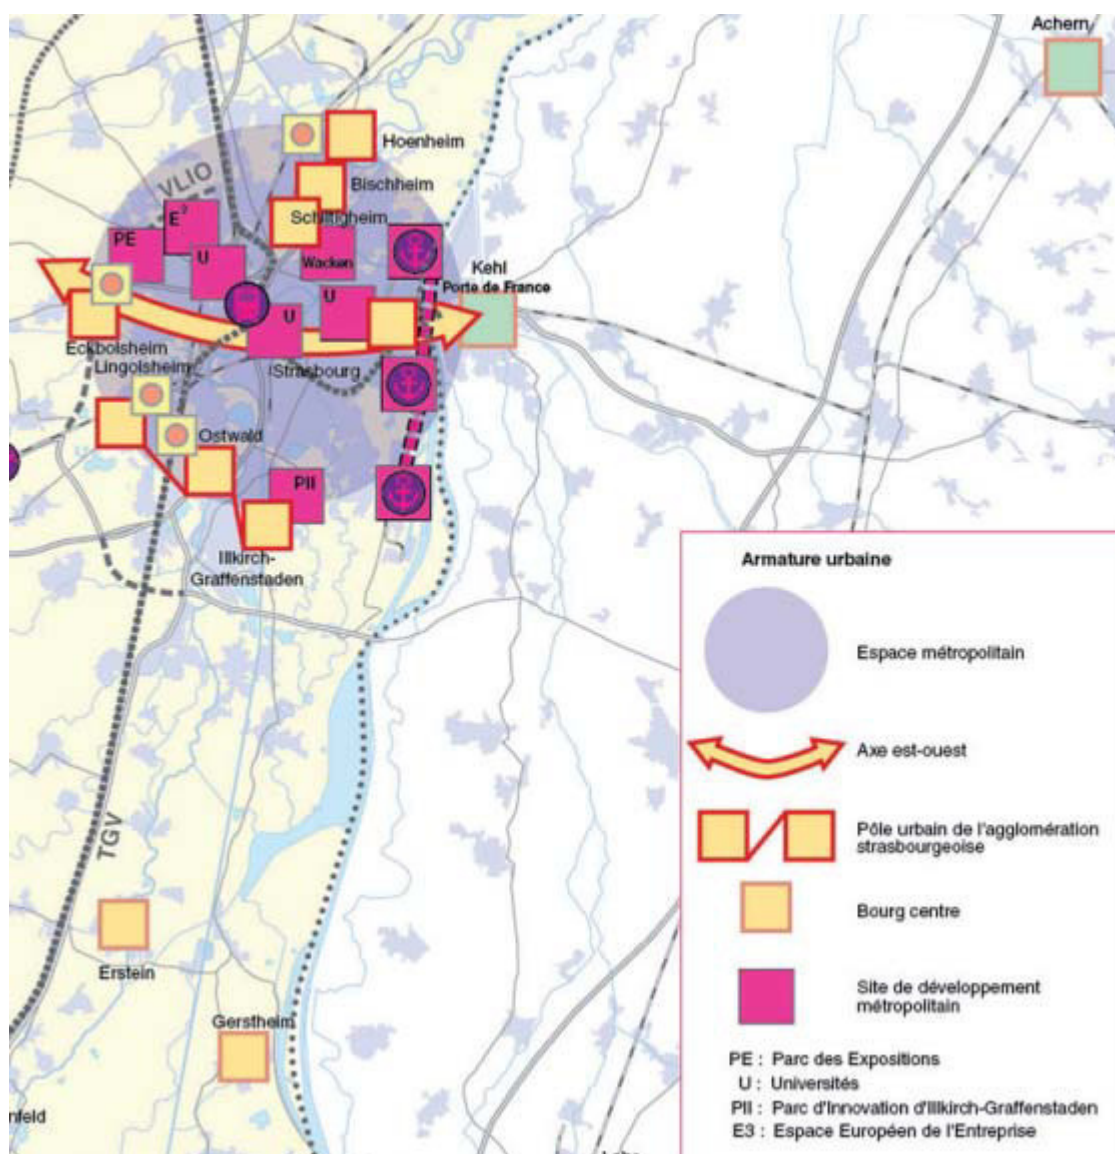 Achern
Hoenheim
Bischheim
VLIO
Schiltigheim
E³
PE
U
Wacken
Kehl
Porte de France
U
U
Eckbolsheim
Lingolsheim
Strasbourg
Ostwald
PII
Illkirch-
Graffenstaden
TGV
Erstein
Gerstheim
nfeld
Armature urbaine
Espace métropolitain
Axe est-ouest
Pôle urbain de l'agglomération
strasbourgeoise
Bourg centre
Site de développement
métropolitain
PE : Parc des Expositions
U : Universités
PII : Parc d'Innovation d'Illkirch-Graffenstaden
E3 : Espace Européen de l'Entreprise